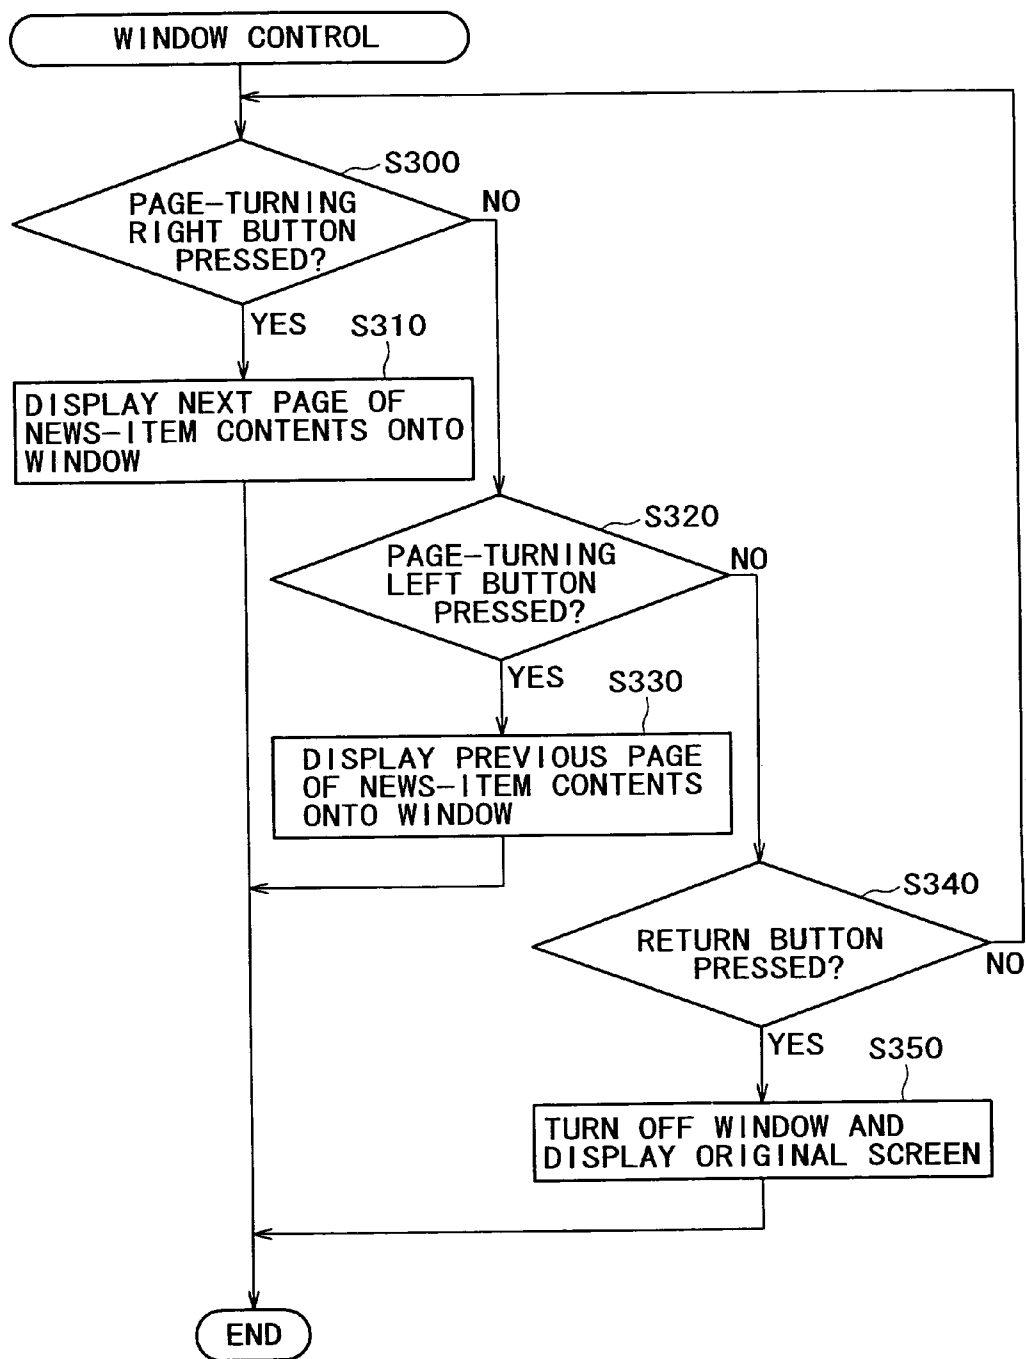 WINDOW CONTROL
S300
PAGE-TURNING
RIGHT BUTTON
PRESSED?
NO
YES
S310
DISPLAY NEXT PAGE OF
NEWS-ITEM CONTENTS ONTO
WINDOW
S320
PAGE-TURNING
LEFT BUTTON
PRESSED?
NO
YES
S330
DISPLAY PREVIOUS PAGE
OF NEWS-ITEM CONTENTS
ONTO WINDOW
S340
RETURN BUTTON
PRESSED?
NO
YES
S350
TURN OFF WINDOW AND
DISPLAY ORIGINAL SCREEN
END